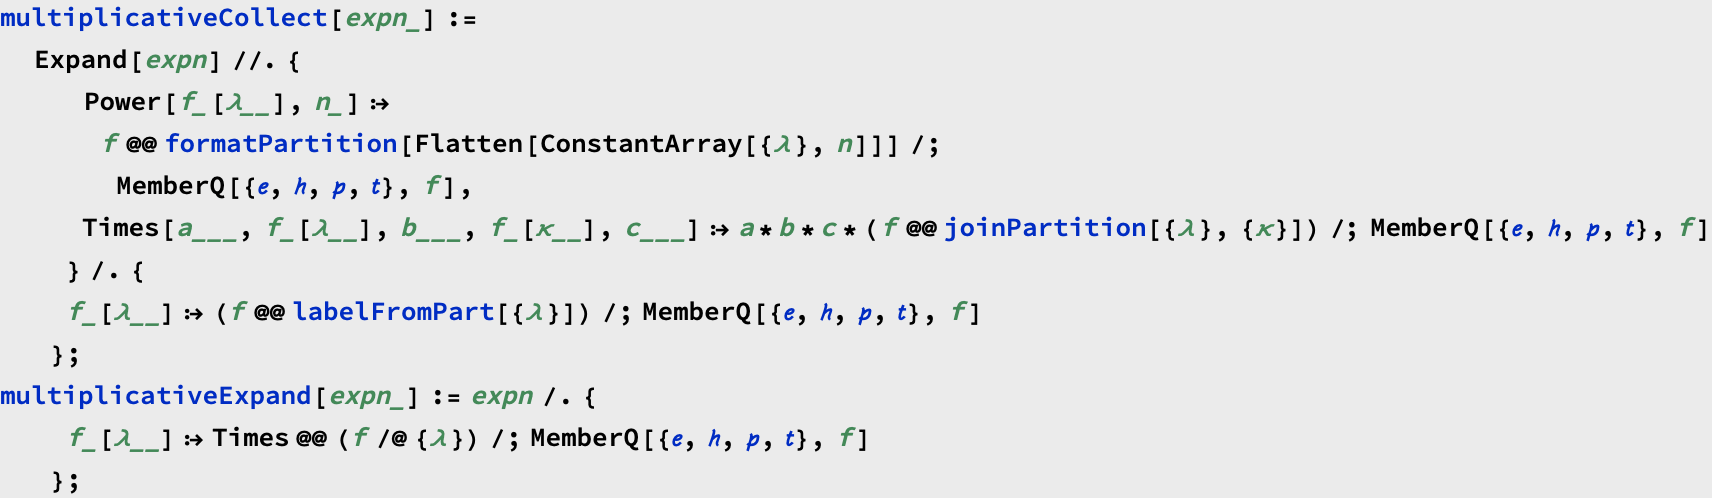 multiplicativeCollect[expn_] :=
Expand[expn] //. {
Power[f_[λ__], n_] :>
f @@ formatPartition[Flatten[ConstantArray[{λ}, n]]] /;
MemberQ[{ℯ, 𝒽, 𝓅, 𝓉}, f],
Times[a___, f_[λ__], b___, f_[κ__], c___] :> a * b * c * (f @@ joinPartition[{λ}, {κ}]) /; MemberQ[{ℯ, 𝒽, 𝓅, 𝓉}, f]
} /. {
f_[λ__] :> (f @@ labelFromPart[{λ}]) /; MemberQ[{ℯ, 𝒽, 𝓅, 𝓉}, f]
};
multiplicativeExpand[expn_] := expn /. {
f_[λ__] :> Times @@ (f /@ {λ}) /; MemberQ[{ℯ, 𝒽, 𝓅, 𝓉}, f]
};